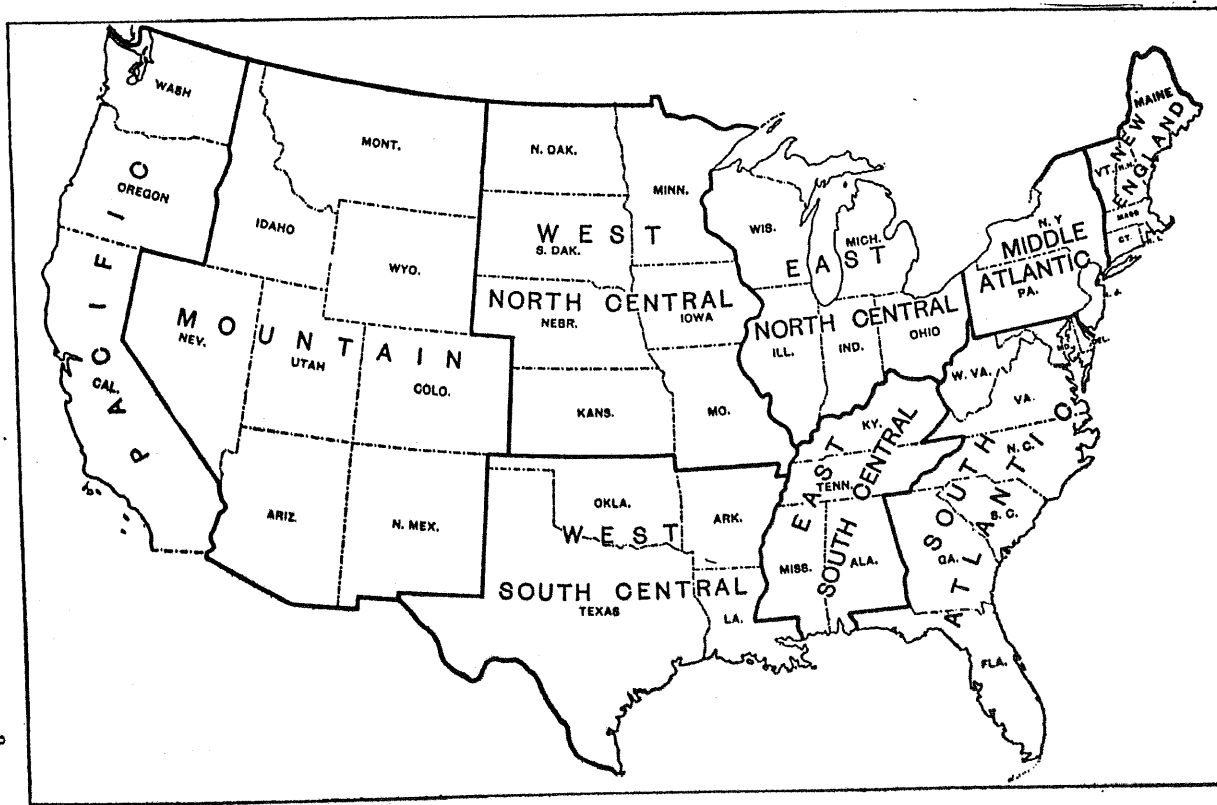 WASH
OREGON
CAL.
PACIFIC
MONT.
IDAHO
WYO.
NEV.
UTAH
COLO.
ARIZ.
N. MEX.
MOUNTAIN
N. DAK.
MINN.
S. DAK.
NEBR.
IOWA
KANS.
MO.
WEST
NORTH CENTRAL
WIS.
MICH.
ILL.
IND.
OHIO
EAST
NORTH CENTRAL
OKLA.
ARK.
TEXAS
LA.
WEST
SOUTH CENTRAL
KY.
TENN.
MISS.
ALA.
EAST
SOUTH CENTRAL
W. VA.
VA.
MD.
DEL.
N. C.
S. C.
GA.
FLA.
SOUTH
ATLANTIC
N. Y
PA.
MIDDLE
ATLANTIC
MAINE
VT.
N.H.
MASS
CT.
NEW
ENGLAND